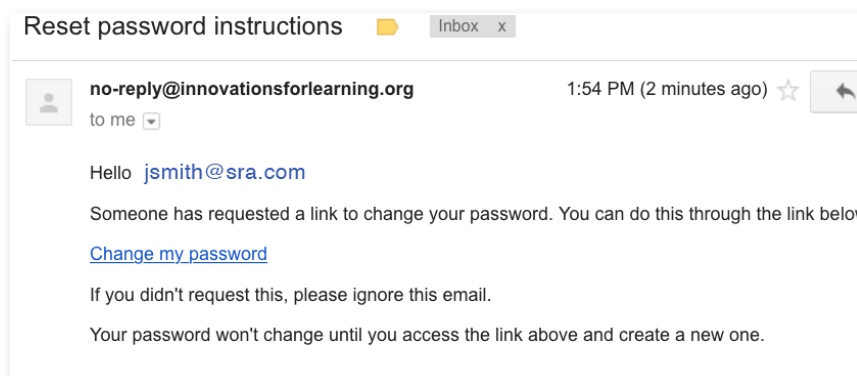 Reset password instructions Inbox x
no-reply@innovationsforlearning.org 1:54 PM (2 minutes ago)
to me
Hello jsmith@sra.com
Someone has requested a link to change your password. You can do this through the link
Change my password
If you didn't request this, please ignore this email.
Your password won't change until you access the link above and create a new one.